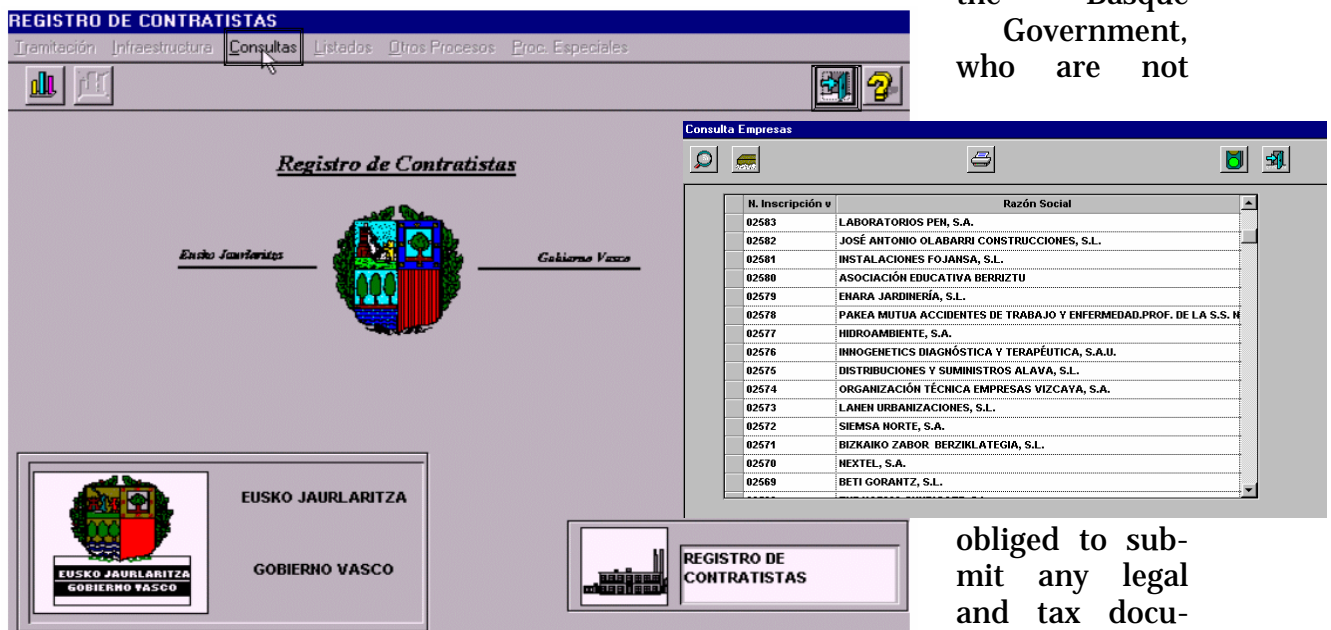 REGISTRO DE CONTRATISTAS
Tramitación Infraestructura Consultas Listados Otros Procesos Proc. Especiales
Registro de Contratistas
Eusko Jaurlaritza
Gobierno Vasco
EUSKO JAURLARITZA
GOBIERNO VASCO
EUSKO JAURLARITZA
GOBIERNO VASCO
REGISTRO DE
CONTRATISTAS
the Basque
Government,
who are not
Consulta Empresas
N. Inscripción v Razón Social
02583 LABORATORIOS PEN, S.A.
02582 JOSÉ ANTONIO OLABARRI CONSTRUCCIONES, S.L.
02581 INSTALACIONES FOJANSA, S.L.
02580 ASOCIACIÓN EDUCATIVA BERRIZTU
02579 ENARA JARDINERÍA, S.L.
02578 PAKEA MUTUA ACCIDENTES DE TRABAJO Y ENFERMEDAD.PROF. DE LA S.S. N
02577 HIDROAMBIENTE, S.A.
02576 INNOGENETICS DIAGNÓSTICA Y TERAPÉUTICA, S.A.U.
02575 DISTRIBUCIONES Y SUMINISTROS ALAVA, S.L.
02574 ORGANIZACIÓN TÉCNICA EMPRESAS VIZCAYA, S.A.
02573 LANEN URBANIZACIONES, S.L.
02572 SIEMSA NORTE, S.A.
02571 BIZKAIKO ZABOR BERZIKLATEGIA, S.L.
02570 NEXTEL, S.A.
02569 BETI GORANTZ, S.L.
obliged to sub-
mit any legal
and tax docu-